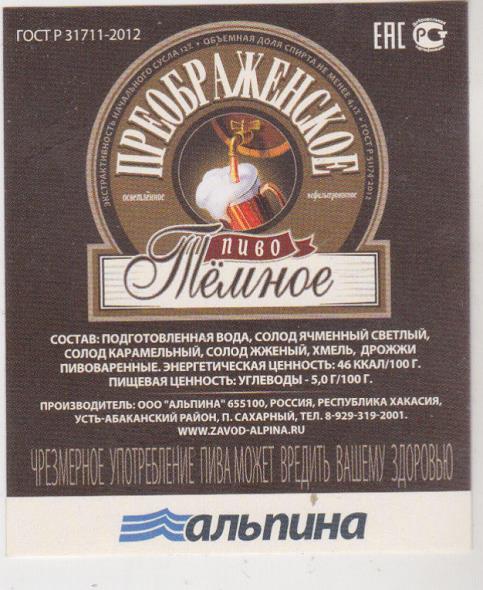 ГОСТ Р 31711-2012
ЕАС
Добровольная
РС
ЭКСТРАКТИВНОСТЬ НАЧАЛЬНОГО СУСЛА 12% • ОБЪЕМНАЯ ДОЛЯ СПИРТА НЕ МЕНЕЕ 4,1% • ГОСТ Р 51174-2012
ПРЕОБРАЖЕНСКОЕ
осветлённое
нефильтрованное
ПИВО
Тёмное
СОСТАВ: ПОДГОТОВЛЕННАЯ ВОДА, СОЛОД ЯЧМЕННЫЙ СВЕТЛЫЙ,
СОЛОД КАРАМЕЛЬНЫЙ, СОЛОД ЖЖЕНЫЙ, ХМЕЛЬ, ДРОЖЖИ
ПИВОВАРЕННЫЕ. ЭНЕРГЕТИЧЕСКАЯ ЦЕННОСТЬ: 46 ККАЛ/100 Г.
ПИЩЕВАЯ ЦЕННОСТЬ: УГЛЕВОДЫ - 5,0 Г/100 Г.
ПРОИЗВОДИТЕЛЬ: ООО "АЛЬПИНА" 655100, РОССИЯ, РЕСПУБЛИКА ХАКАСИЯ,
УСТЬ-АБАКАНСКИЙ РАЙОН, П. САХАРНЫЙ, ТЕЛ. 8-929-319-2001.
WWW.ZAVOD-ALPINA.RU
ЧРЕЗМЕРНОЕ УПОТРЕБЛЕНИЕ ПИВА МОЖЕТ ВРЕДИТЬ ВАШЕМУ ЗДОРОВЬЮ
альпина